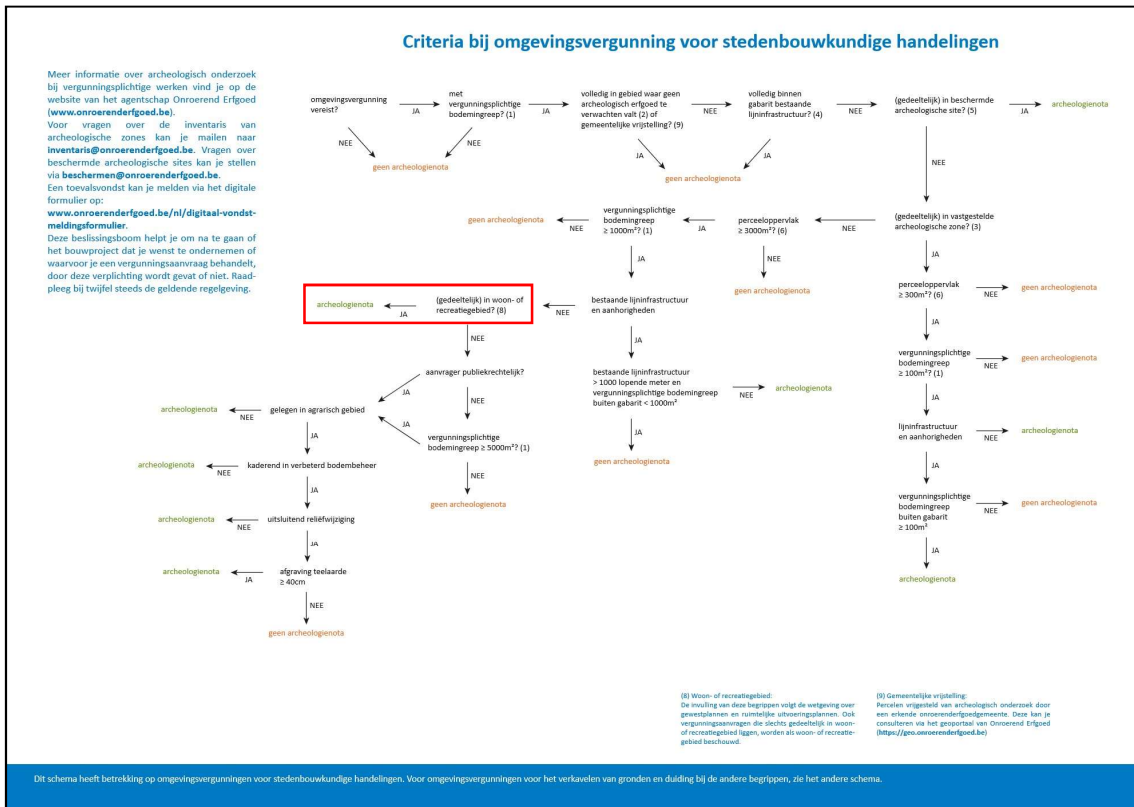 Criteria bij omgevingsvergunning voor stedenbouwkundige handelingen
Meer informatie over archeologisch onderzoek
bij vergunningsplichtige werken vind je op de
website van het agentschap Onroerend Erfgoed
(www.onroerenderfgoed.be).
Voor vragen over de inventaris van
archeologische zones kan je mailen naar
inventaris@onroerenderfgoed.be. Vragen over
beschermde archeologische sites kan je stellen
via beschermen@onroerenderfgoed.be.
Een toevalsvondst kan je melden via het digitale
formulier op:
www.onroerenderfgoed.be/nl/digitaal-vondst-
meldingsformulier.
Deze beslissingsboom helpt je om na te gaan of
het bouwproject dat je wenst te ondernemen of
waarvoor je een vergunningsaanvraag behandelt,
door deze verplichting wordt gevat of niet. Raad-
pleeg bij twijfel steeds de geldende regelgeving.
omgevingsvergunning
vereist?
JA
NEE
met
vergunningsplichtige
bodemingreep? (1)
JA
NEE
geen archeologienota
volledig in gebied waar geen
archeologisch erfgoed te
verwachten valt (2) of
gemeentelijke vrijstelling? (9)
NEE
JA
volledig binnen
gabarit bestaande
lijninfrastructuur? (4)
NEE
JA
geen archeologienota
(gedeeltelijk) in beschermde
archeologische site? (5)
JA
archeologienota
NEE
geen archeologienota
NEE
vergunningsplichtige
bodemingreep
≥ 1000m²? (1)
JA
JA
perceeloppervlak
≥ 3000m²? (6)
NEE
geen archeologienota
NEE
(gedeeltelijk) in vastgestelde
archeologische zone? (3)
JA
archeologienota
JA
(gedeeltelijk) in woon- of
recreatiegebied? (8)
NEE
NEE
bestaande lijninfrastructuur
en aanhorigheden
JA
perceeloppervlak
≥ 300m²? (6)
NEE
geen archeologienota
JA
aanvrager publiekrechtelijk?
JA
NEE
bestaande lijninfrastructuur
> 1000 lopende meter en
vergunningsplichtige bodemingreep
buiten gabarit < 1000m²
NEE
archeologienota
JA
geen archeologienota
vergunningsplichtige
bodemingreep
≥ 100m²? (1)
NEE
geen archeologienota
JA
archeologienota
NEE
gelegen in agrarisch gebied
JA
JA
vergunningsplichtige
bodemingreep ≥ 5000m²? (1)
NEE
geen archeologienota
lijninfrastructuur
en aanhorigheden
NEE
archeologienota
JA
archeologienota
NEE
kaderend in verbeterd bodembeheer
JA
vergunningsplichtige
bodemingreep
buiten gabarit
≥ 100m²
NEE
geen archeologienota
JA
archeologienota
archeologienota
NEE
uitsluitend reliëfwijziging
JA
archeologienota
JA
afgraving teelaarde
≥ 40cm
NEE
geen archeologienota
(8) Woon- of recreatiegebied:
De invulling van deze begrippen volgt de wetgeving over
gewestplannen en ruimtelijke uitvoeringsplannen. Ook
vergunningsaanvragen die slechts gedeeltelijk in woon-
of recreatiegebied liggen, worden als woon- of recreatie-
gebied beschouwd.
(9) Gemeentelijke vrijstelling:
Percelen vrijgesteld van archeologisch onderzoek door
een erkende onroerenderfgoedgemeente. Deze kan je
consulteren via het geoportaal van Onroerend Erfgoed
(https://geo.onroerenderfgoed.be)
Dit schema heeft betrekking op omgevingsvergunningen voor stedenbouwkundige handelingen. Voor omgevingsvergunningen voor het verkavelen van gronden en duiding bij de andere begrippen, zie het andere schema.